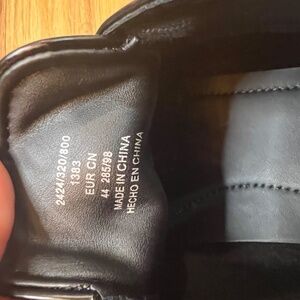 2424/320/800
1383
EUR CN
44 285/98
MADE IN CHINA
HECHO EN CHINA